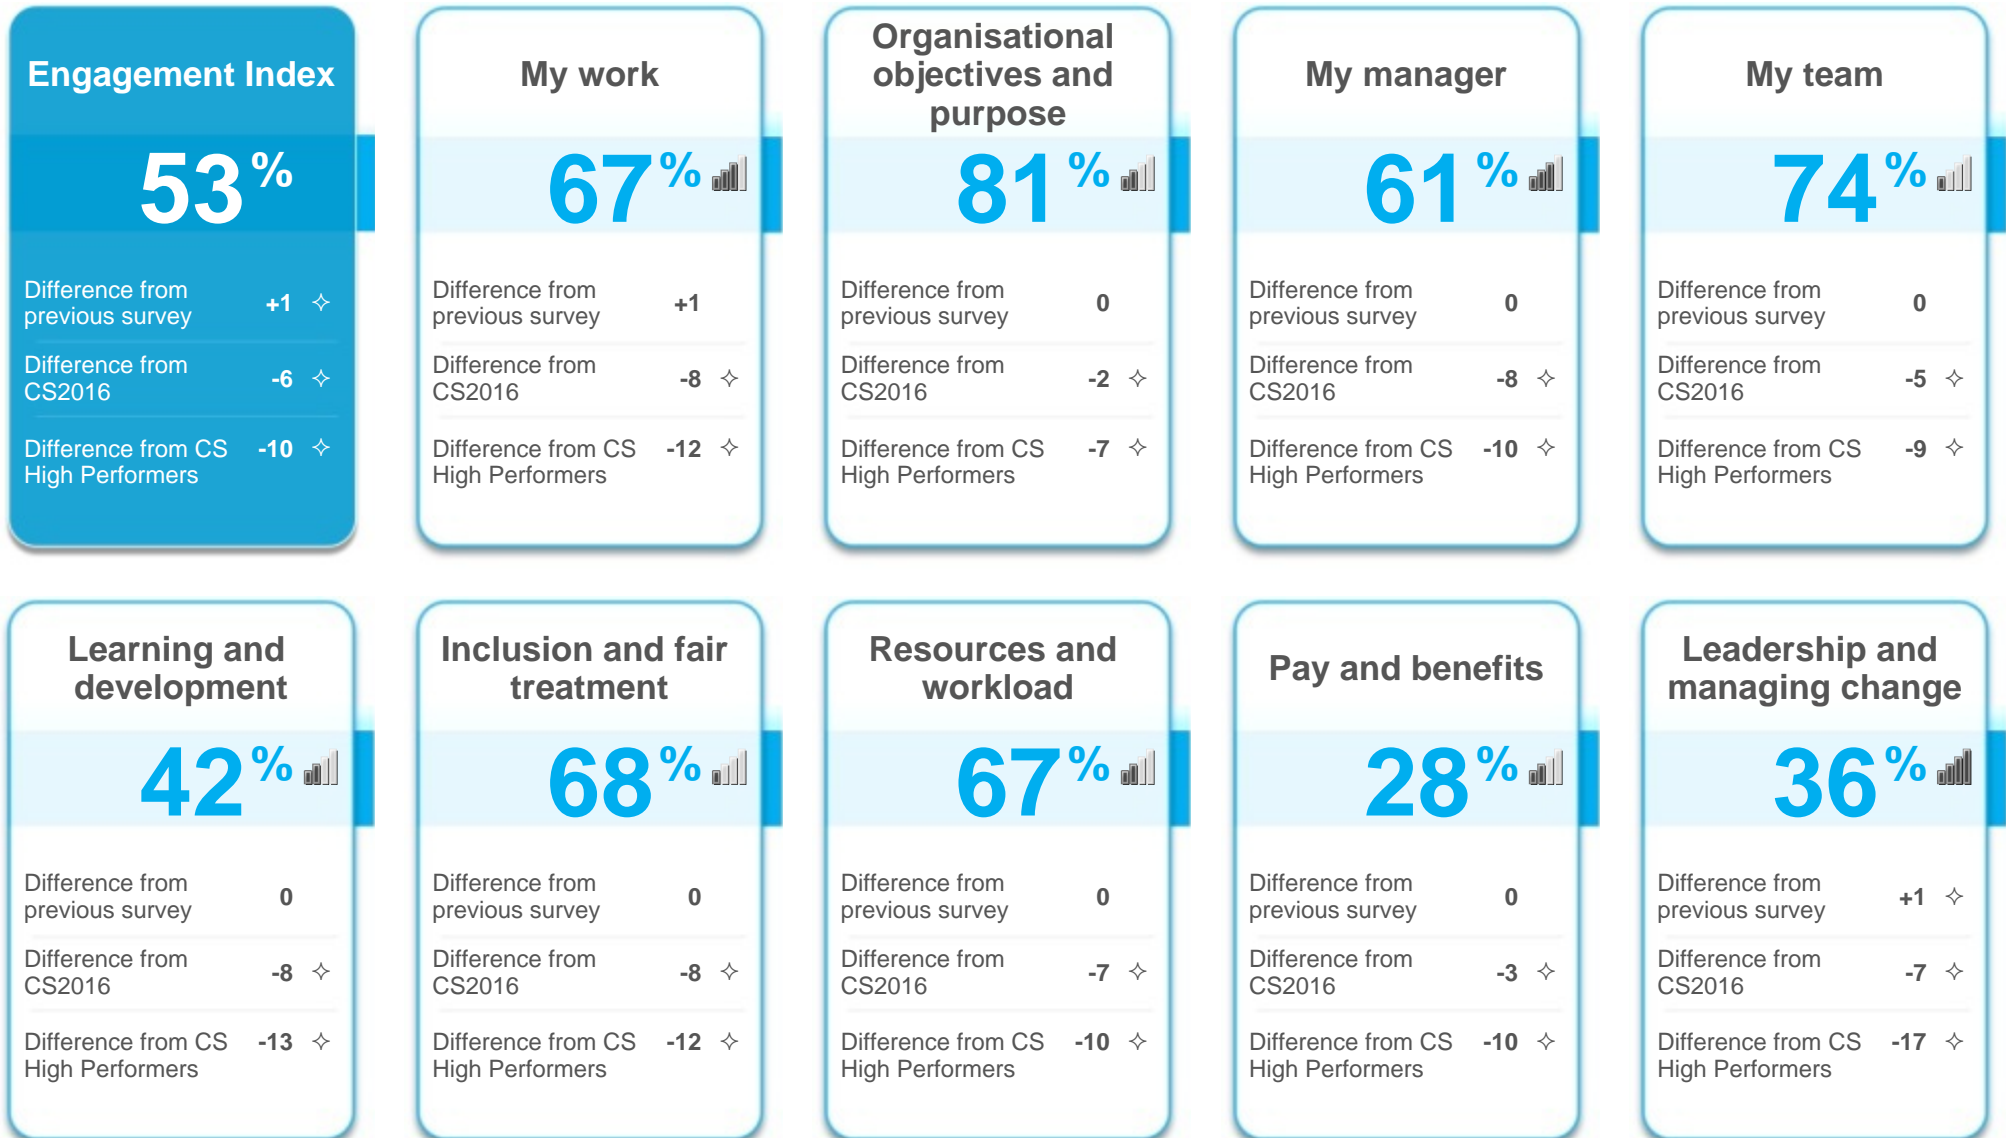 Engagement Index
53%
Difference from
previous survey +1 ✧
Difference from
CS2016 -6 ✧
Difference from CS
High Performers -10 ✧
My work
67%
Difference from
previous survey +1
Difference from
CS2016 -8 ✧
Difference from CS
High Performers -12 ✧
Organisational
objectives and
purpose
81%
Difference from
previous survey 0
Difference from
CS2016 -2 ✧
Difference from CS
High Performers -7 ✧
My manager
61%
Difference from
previous survey 0
Difference from
CS2016 -8 ✧
Difference from CS
High Performers -10 ✧
My team
74%
Difference from
previous survey 0
Difference from
CS2016 -5 ✧
Difference from CS
High Performers -9 ✧
Learning and
development
42%
Difference from
previous survey 0
Difference from
CS2016 -8 ✧
Difference from CS
High Performers -13 ✧
Inclusion and fair
treatment
68%
Difference from
previous survey 0
Difference from
CS2016 -8 ✧
Difference from CS
High Performers -12 ✧
Resources and
workload
67%
Difference from
previous survey 0
Difference from
CS2016 -7 ✧
Difference from CS
High Performers -10 ✧
Pay and benefits
28%
Difference from
previous survey 0
Difference from
CS2016 -3 ✧
Difference from CS
High Performers -10 ✧
Leadership and
managing change
36%
Difference from
previous survey +1 ✧
Difference from
CS2016 -7 ✧
Difference from CS
High Performers -17 ✧